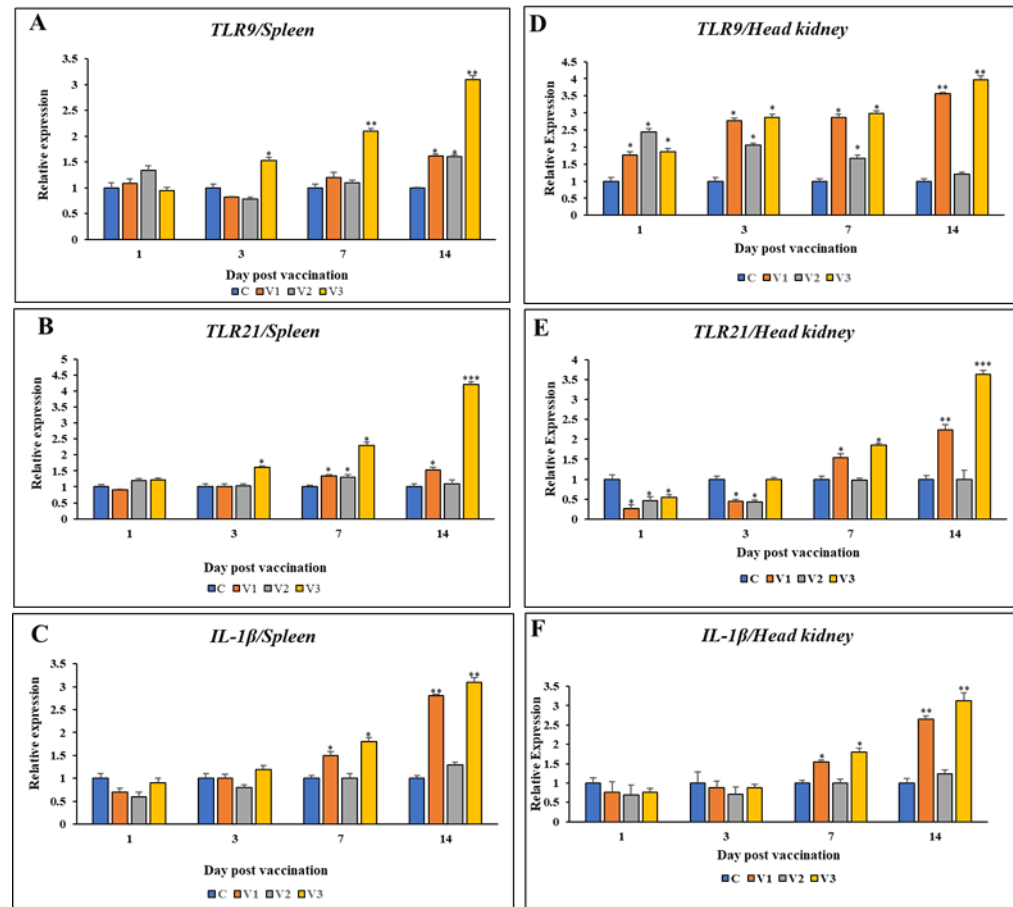 A
TLR9/Spleen
Relative expression
3.5
3
2.5
2
1.5
1
0.5
0
**
**
*
* *
1 3 7 14
Day post vaccination
C V1 V2 V3
B
TLR21/Spleen
Relative expression
5
4.5
4
3.5
3
2.5
2
1.5
1
0.5
0
***
*
*
* *
*
1 3 7 14
Day post vaccination
C V1 V2 V3
C
IL-1β/Spleen
Relative expression
3.5
3
2.5
2
1.5
1
0.5
0
**
**
*
*
1 3 7 14
Day post vaccination
C V1 V2 V3
D
TLR9/Head kidney
Relative Expression
4.5
4
3.5
3
2.5
2
1.5
1
0.5
0
* * *
* * *
* * *
** **
1 3 7 14
Day post vaccination
C V1 V2 V3
E
TLR21/Head kidney
Relative Expression
4
3.5
3
2.5
2
1.5
1
0.5
0
* * *
* *
* *
** ***
1 3 7 14
Day post vaccination
C V1 V2 V3
F
IL-1β/Head kidney
Relative Expression
3.5
3
2.5
2
1.5
1
0.5
0
* *
** **
1 3 7 14
Day post vaccination
C V1 V2 V3